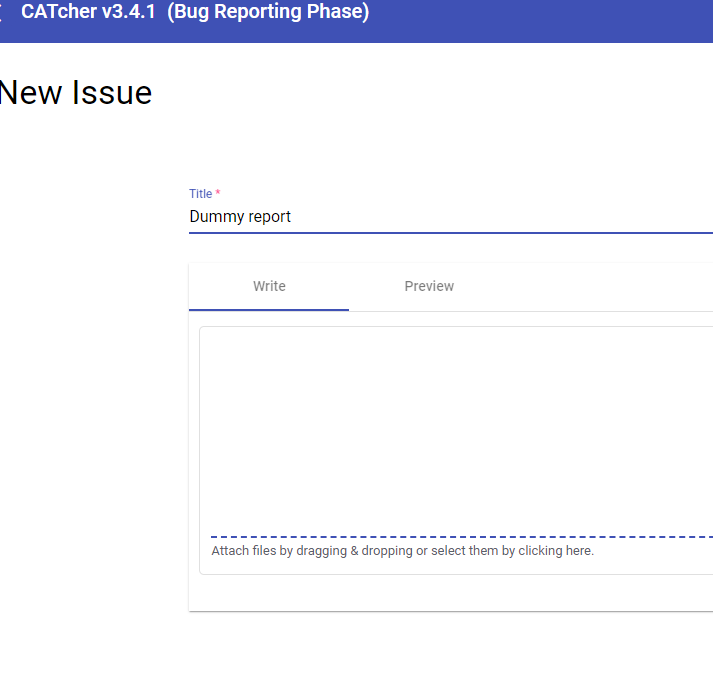 CATcher v3.4.1 (Bug Reporting Phase)
New Issue
Title *
Dummy report
Write Preview
Attach files by dragging & dropping or select them by clicking here.